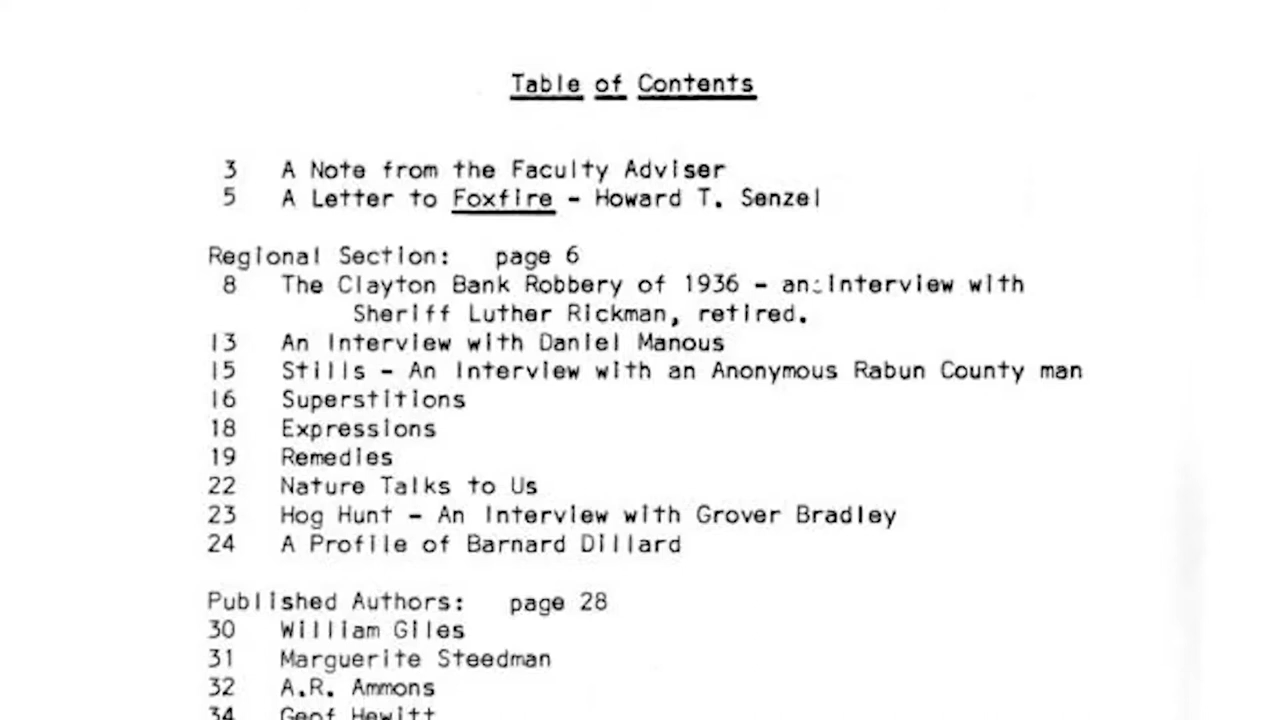 Table of Contents
3 A Note from the Faculty Adviser
5 A Letter to Foxfire - Howard T. Senzel
Regional Section: page 6
8 The Clayton Bank Robbery of 1936 - an interview with
Sheriff Luther Rickman, retired.
13 An Interview with Daniel Manous
15 Stills - An Interview with an Anonymous Rabun County man
16 Superstitions
18 Expressions
19 Remedies
22 Nature Talks to Us
23 Hog Hunt - An Interview with Grover Bradley
24 A Profile of Barnard Dillard
Published Authors: page 28
30 William Giles
31 Marguerite Steedman
32 A.R. Ammons
34 Geof Hewitt